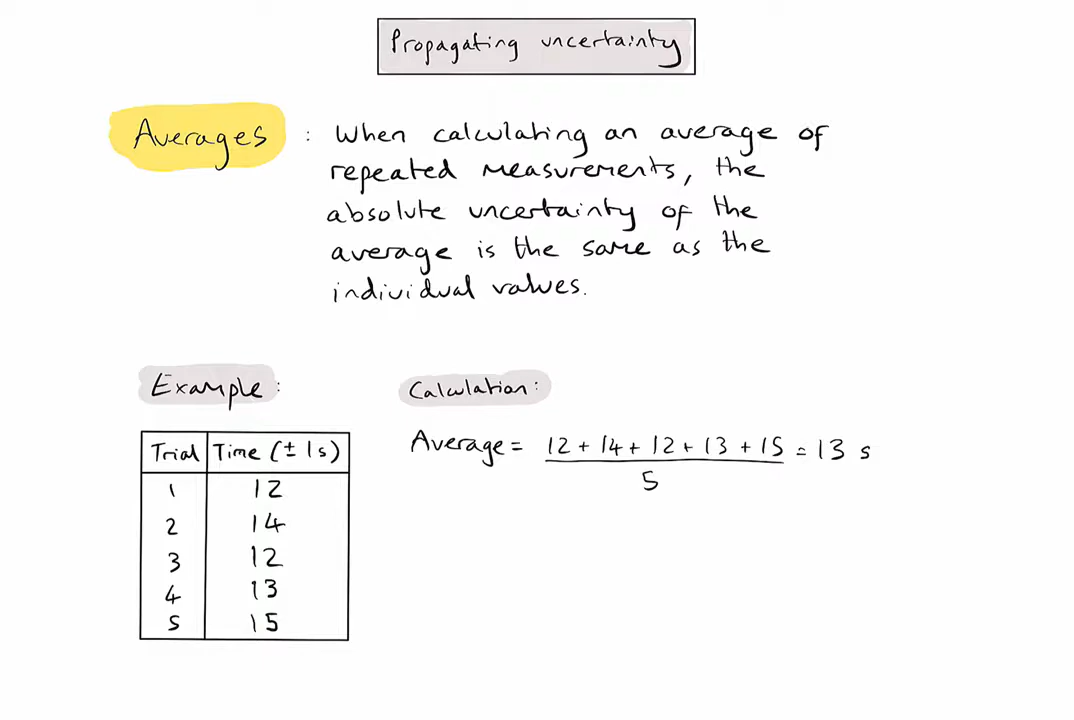 Propagating uncertainty
Averages : When calculating an average of
repeated measurements, the
absolute uncertainty of the
average is the same as the
individual values.
Example:
Calculation:
Trial Time (± 1s)
1 12
2 14
3 12
4 13
5 15
Average = 12 + 14 + 12 + 13 + 15 = 13 s
5